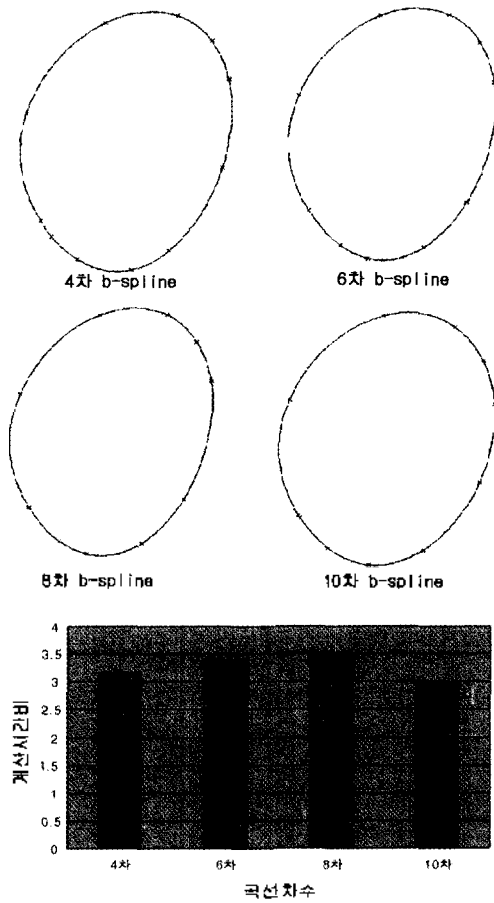 4차 b-spline
6차 b-spline
8차 b-spline
10차 b-spline
4
3.5
3
2.5
2
1.5
1
0.5
0
계산시간비
4차
6차
8차
10차
곡선차수